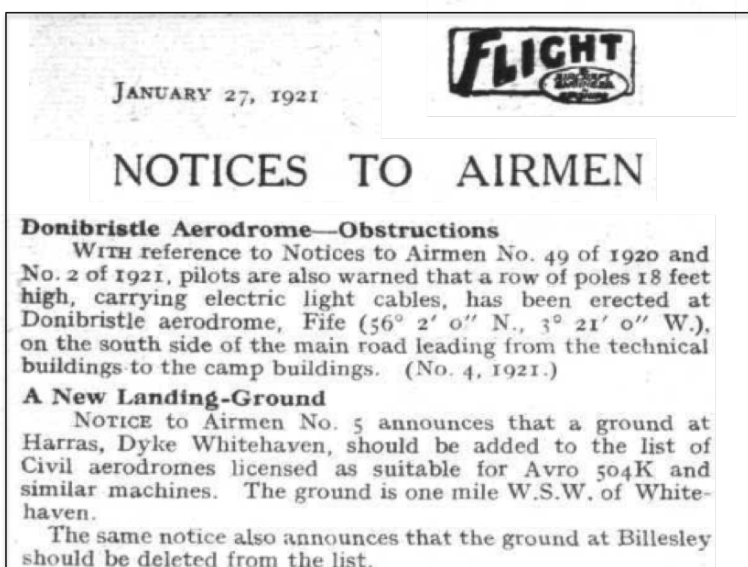 FLIGHT
JANUARY 27, 1921
NOTICES TO AIRMEN
Donibristle Aerodrome—Obstructions
WITH reference to Notices to Airmen No. 49 of 1920 and
No. 2 of 1921, pilots are also warned that a row of poles 18 feet
high, carrying electric light cables, has been erected at
Donibristle aerodrome, Fife (56° 2′ 0″ N., 3° 21′ 0″ W.),
on the south side of the main road leading from the technical
buildings to the camp buildings. (No. 4, 1921.)
A New Landing-Ground
NOTICE to Airmen No. 5 announces that a ground at
Harras, Dyke Whitehaven, should be added to the list of
Civil aerodromes licensed as suitable for Avro 504K and
similar machines. The ground is one mile W.S.W. of White-
haven.
The same notice also announces that the ground at Billesley
should be deleted from the list.